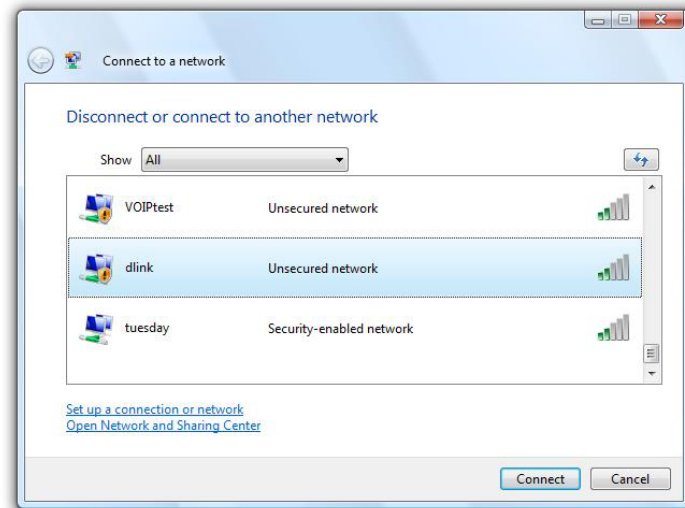 Connect to a network
Disconnect or connect to another network
Show All
VOIPtest Unsecured network
dlink Unsecured network
tuesday Security-enabled network
Set up a connection or network
Open Network and Sharing Center
Connect Cancel